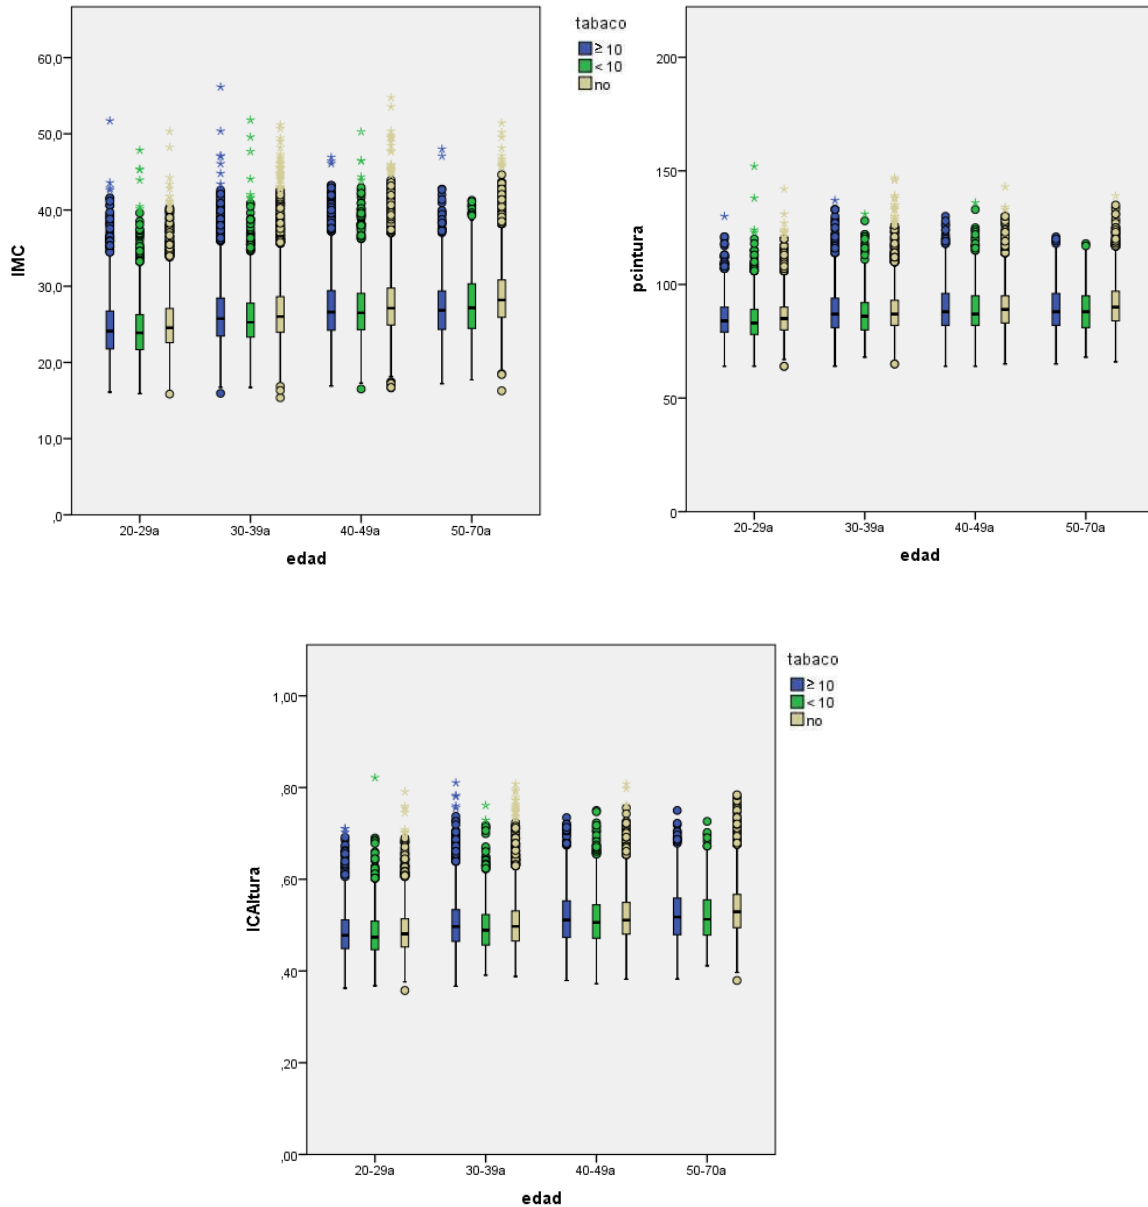 IMC
60,0
50,0
40,0
30,0
20,0
10,0
,0
20-29a 30-39a 40-49a 50-70a
edad
tabaco
≥ 10
< 10
no
pcintura
200
150
100
50
0
20-29a 30-39a 40-49a 50-70a
edad
ICAltura
1,00
,80
,60
,40
,20
,00
20-29a 30-39a 40-49a 50-70a
edad
tabaco
≥ 10
< 10
no